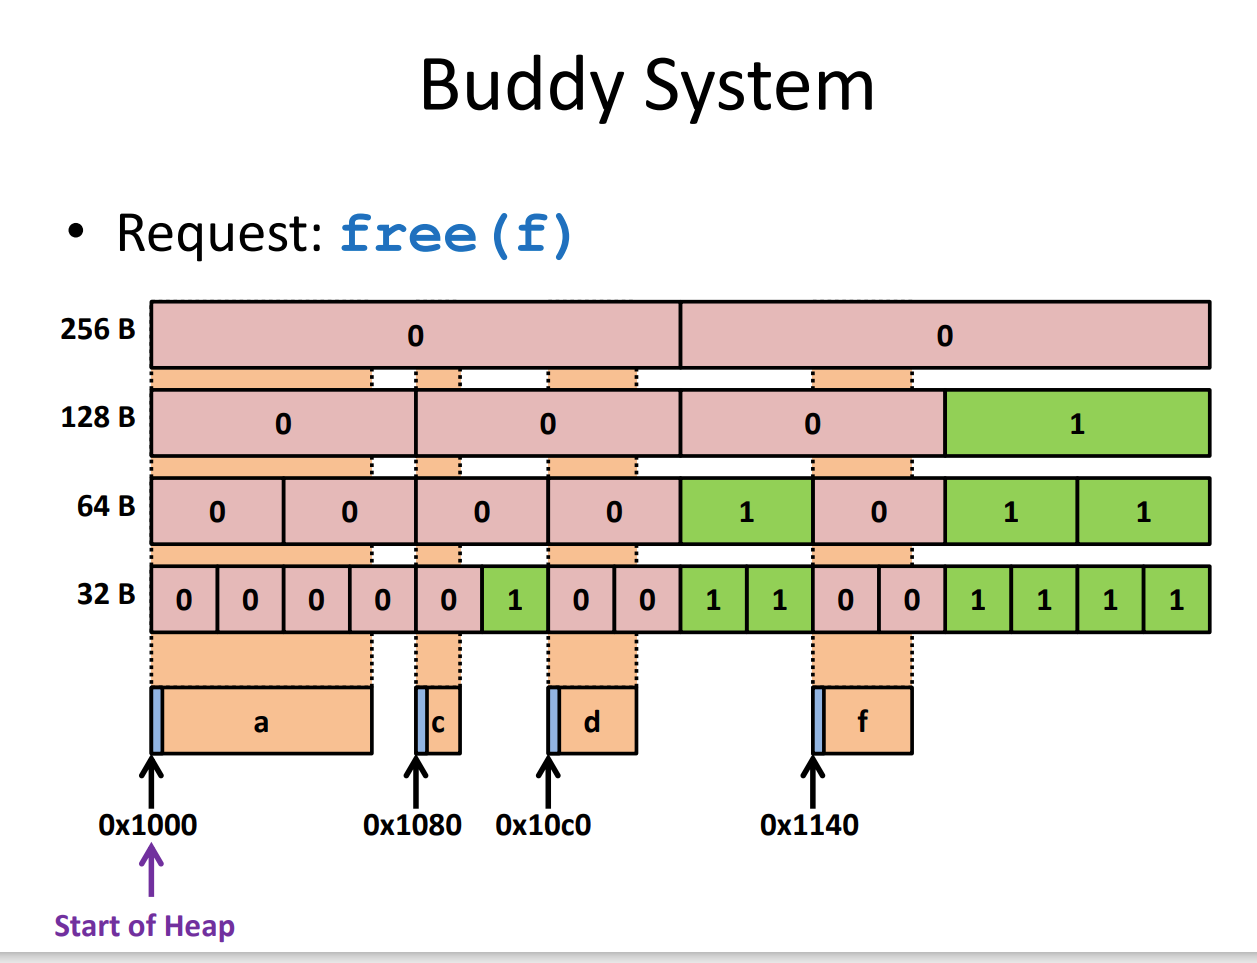 Buddy System
• Request: free(f)
256 B 0 0
128 B 0 0 0 1
64 B 0 0 0 0 1 0 1 1
32 B 0 0 0 0 0 1 0 0 1 1 0 0 1 1 1 1
a c d f
0x1000 0x1080 0x10c0 0x1140
Start of Heap